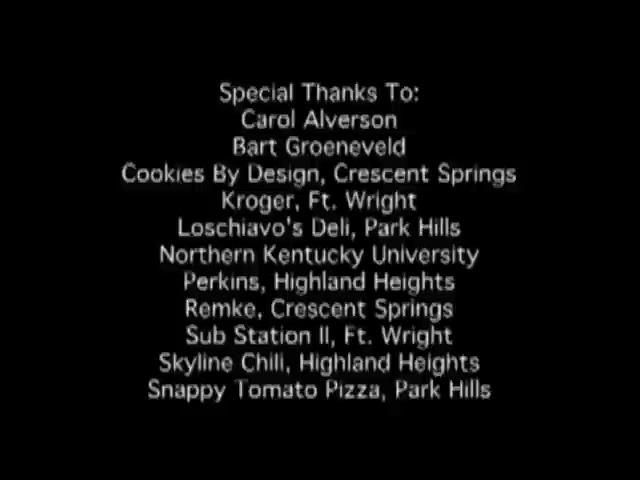 Special Thanks To:
Carol Alverson
Bart Groeneveld
Cookies By Design, Crescent Springs
Kroger, Ft. Wright
Loschiavo's Deli, Park Hills
Northern Kentucky University
Perkins, Highland Heights
Remke, Crescent Springs
Sub Station II, Ft. Wright
Skyline Chili, Highland Heights
Snappy Tomato Pizza, Park Hills